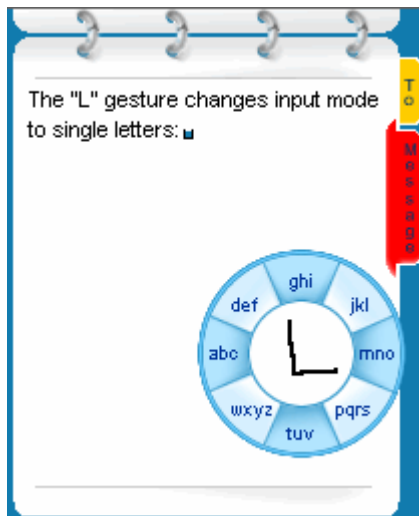 The "L" gesture changes input mode
to single letters:
To
Message
ghi
def
jkl
abc
mno
wxyz
pqrs
tuv